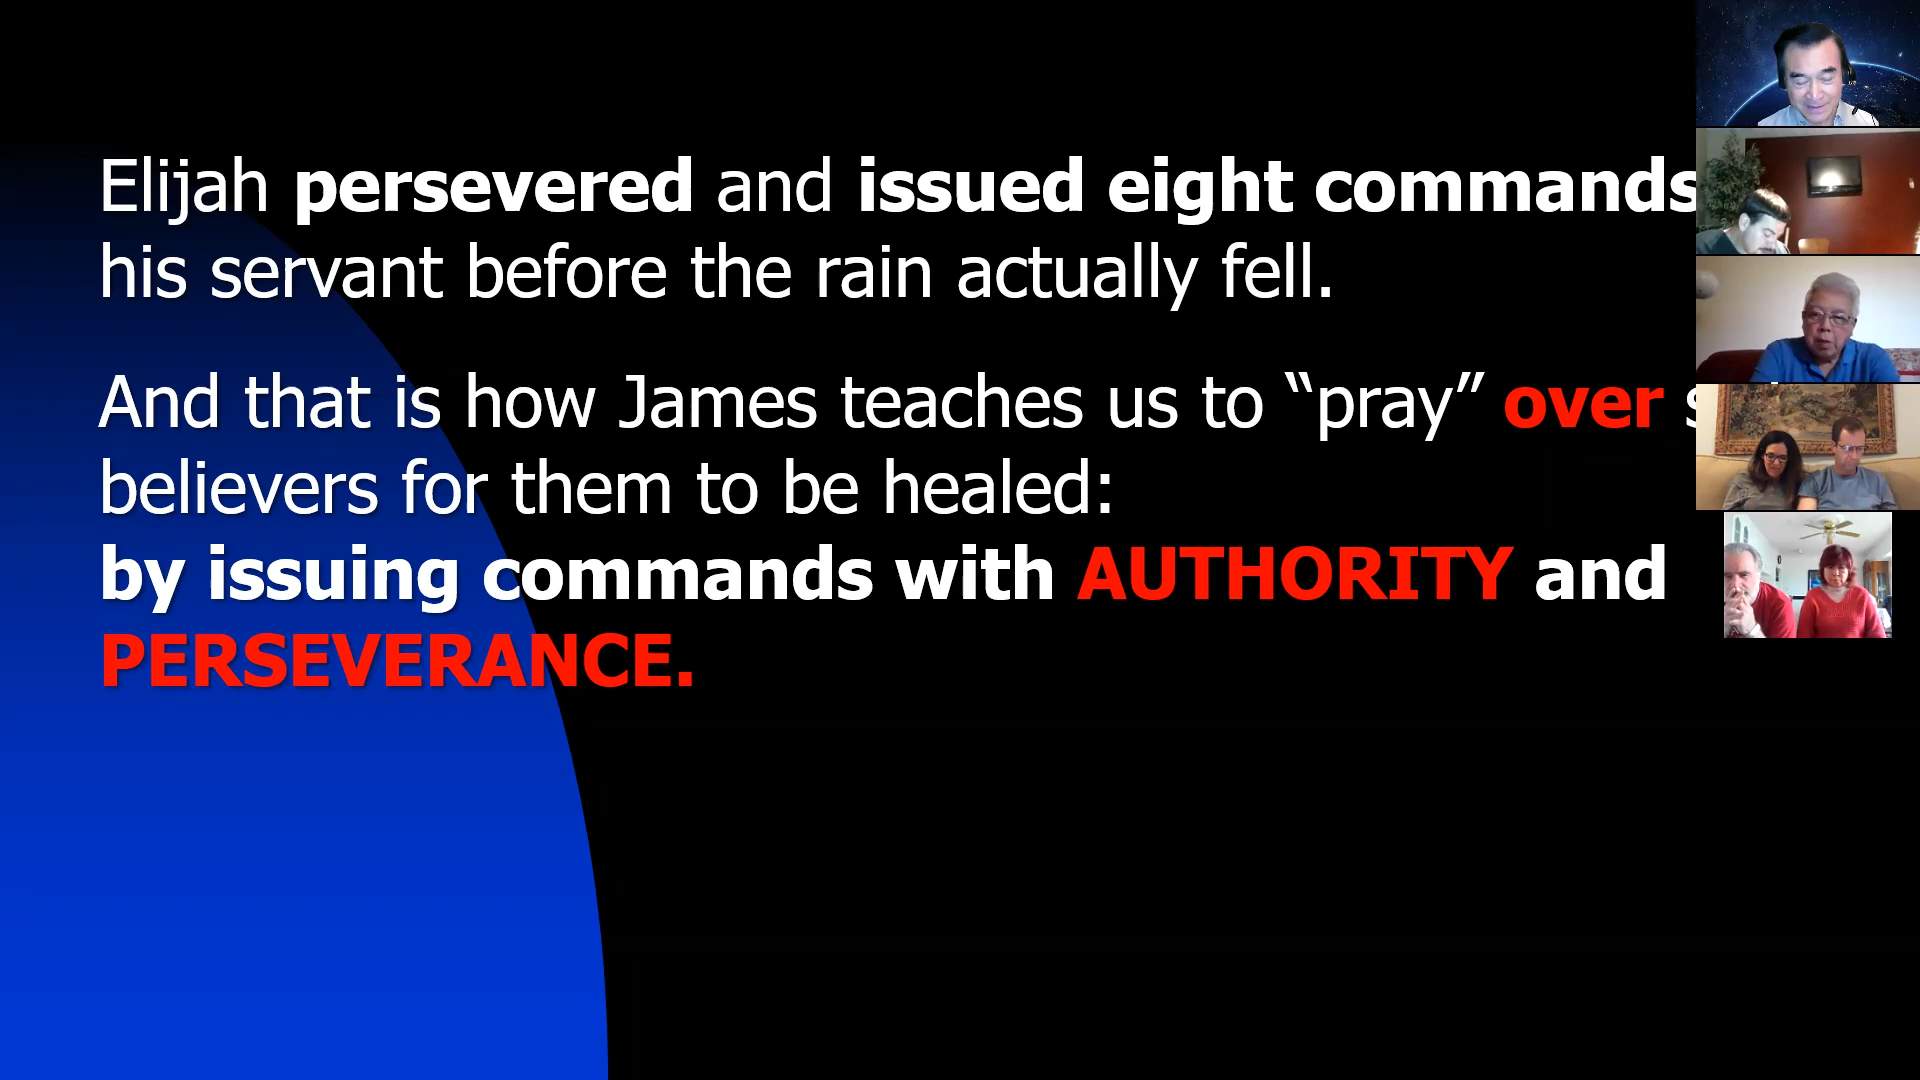 Elijah persevered and issued eight commands
his servant before the rain actually fell.
And that is how James teaches us to “pray” over
believers for them to be healed:
by issuing commands with AUTHORITY and
PERSEVERANCE.